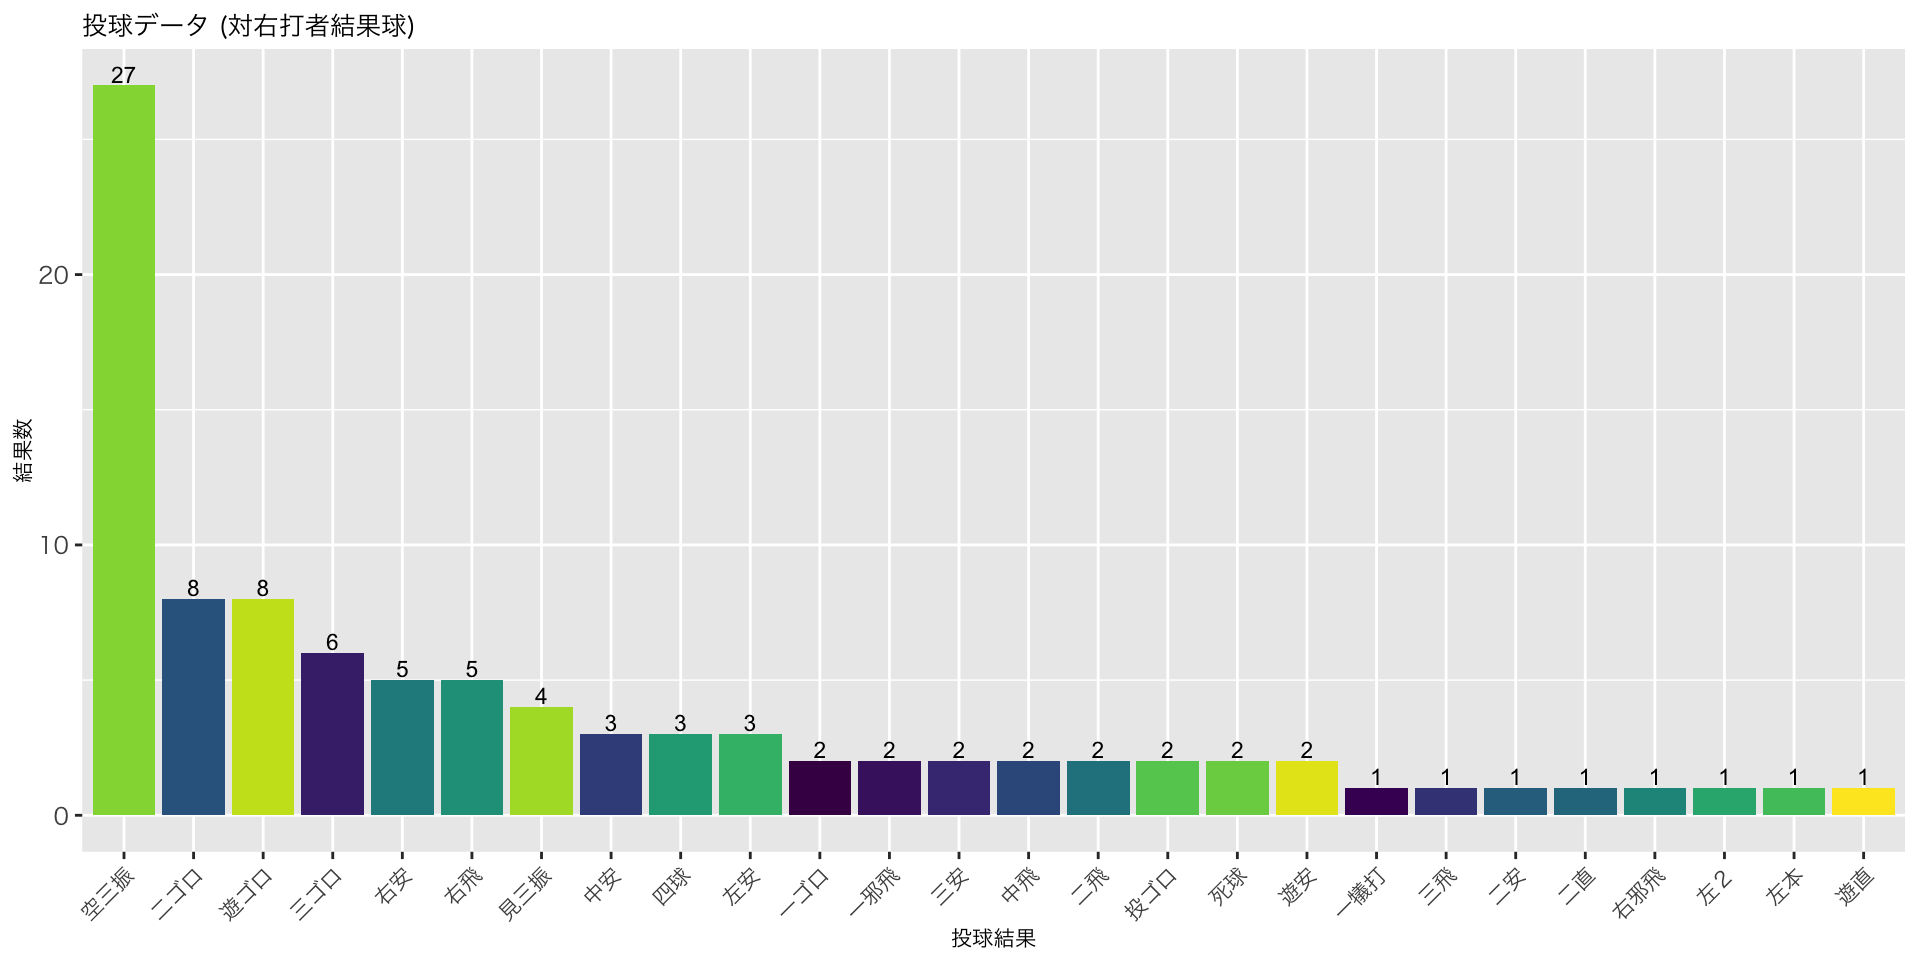 投球データ (対右打者結果球)
27
8
8
6
5
5
4
3
3
3
2
2
2
2
2
2
2
2
1
1
1
1
1
1
1
1
20
10
0
結果数
空三振
二ゴロ
遊ゴロ
三ゴロ
右安
右飛
見三振
中安
四球
左安
一ゴロ
一邪飛
三安
中飛
二飛
投ゴロ
死球
遊安
一犠打
三飛
二安
二直
右邪飛
左２
左本
遊直
投球結果